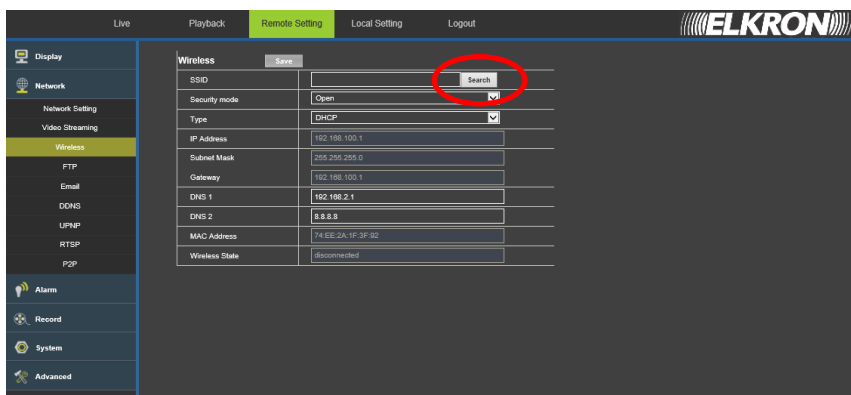 Live Playback Remote Setting Local Setting Logout ELKRON
Display
Network
Network Setting
Video Streaming
Wireless
FTP
Email
DDNS
UPNP
RTSP
P2P
Alarm
Record
System
Advanced
Wireless Save
SSID Search
Security mode Open
Type DHCP
IP Address 192.168.100.1
Subnet Mask 255.255.255.0
Gateway 192.168.100.1
DNS 1 192.168.2.1
DNS 2 8.8.8.8
MAC Address 74:EE:2A:1F:3F:92
Wireless State disconnected